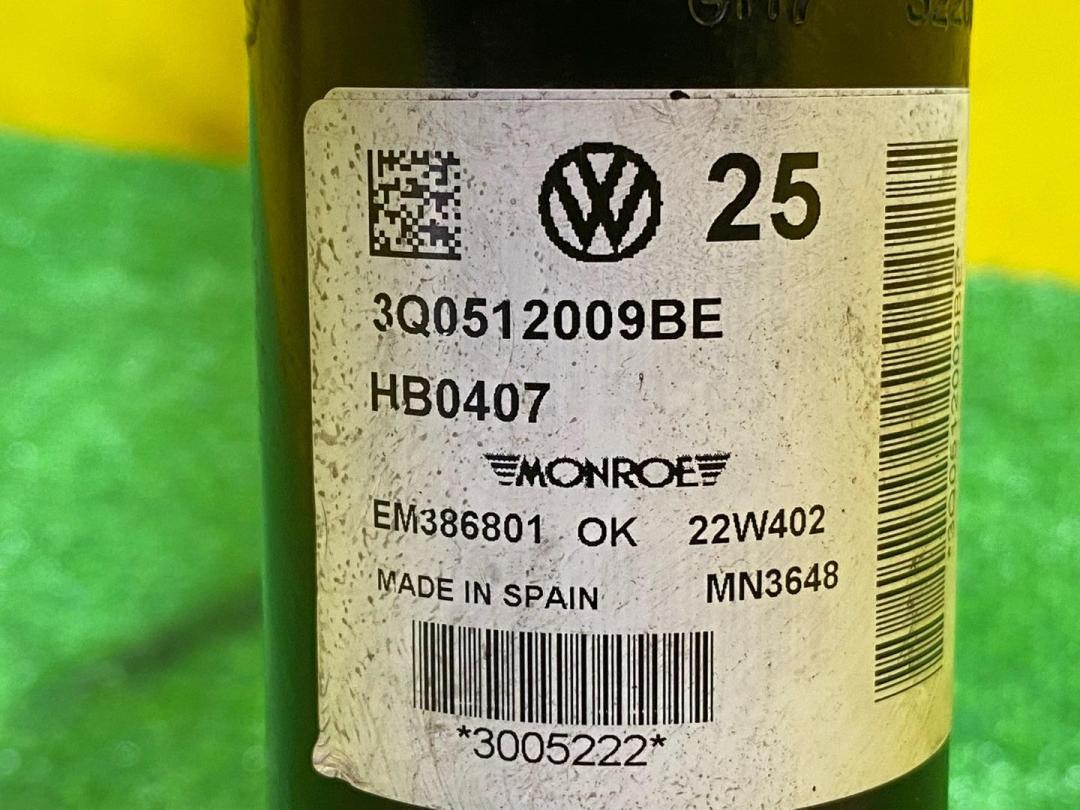 25
3Q0512009BE
HB0407
MONROE
EM386801 OK 22W402
MADE IN SPAIN MN3648
*3005222*